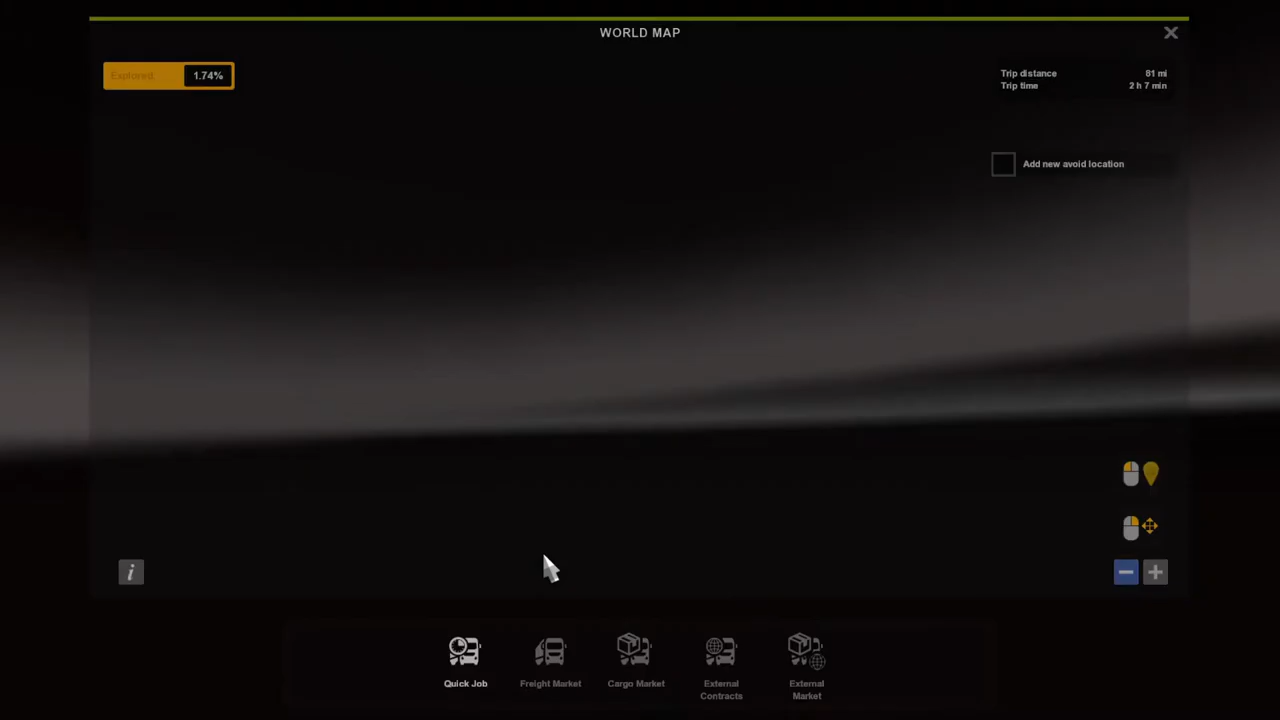 WORLD MAP
Explored: 1.74%
Trip distance 81 mi
Trip time 2 h 7 min
Add new avoid location
i
Quick Job
Freight Market
Cargo Market
External
Contracts
External
Market